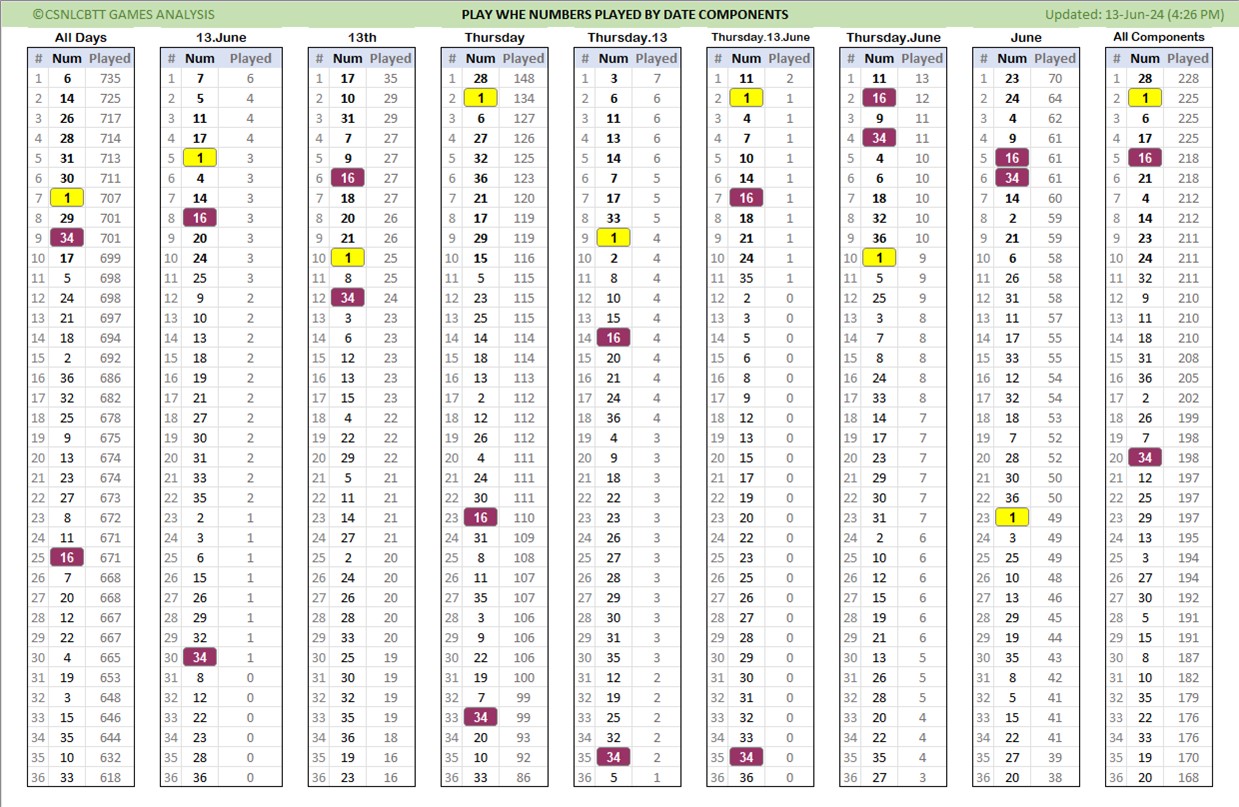 ©CSNLCBTT GAMES ANALYSIS PLAY WHE NUMBERS PLAYED BY DATE COMPONENTS Updated: 13-Jun-24 (4:26 PM)
All Days 13.June 13th Thursday Thursday.13 Thursday.13.June Thursday.June June All Components
# Num Played # Num Played # Num Played # Num Played # Num Played # Num Played # Num Played # Num Played # Num Played
1 6 735 1 7 6 1 17 35 1 28 148 1 3 7 1 11 2 1 11 13 1 23 70 1 28 228
2 14 725 2 5 4 2 10 29 2 1 134 2 6 6 2 1 1 2 16 12 2 24 64 2 1 225
3 26 717 3 11 4 3 31 29 3 6 127 3 11 6 3 4 1 3 9 11 3 4 62 3 6 225
4 28 714 4 17 4 4 7 27 4 27 126 4 13 6 4 7 1 4 34 11 4 9 61 4 17 225
5 31 713 5 1 3 5 9 27 5 32 125 5 14 6 5 10 1 5 4 10 5 16 61 5 16 218
6 30 711 6 4 3 6 16 27 6 36 123 6 7 5 6 14 1 6 6 10 6 34 61 6 21 218
7 1 707 7 14 3 7 18 27 7 21 120 7 17 5 7 16 1 7 18 10 7 14 60 7 4 212
8 29 701 8 16 3 8 20 26 8 17 119 8 33 5 8 18 1 8 32 10 8 2 59 8 14 212
9 34 701 9 20 3 9 21 26 9 29 119 9 1 4 9 21 1 9 36 10 9 21 59 9 23 211
10 17 699 10 24 3 10 1 25 10 15 116 10 2 4 10 24 1 10 1 9 10 6 58 10 24 211
11 5 698 11 25 3 11 8 25 11 5 115 11 8 4 11 35 1 11 5 9 11 26 58 11 32 211
12 24 698 12 9 2 12 34 24 12 23 115 12 10 4 12 2 0 12 25 9 12 31 58 12 9 210
13 21 697 13 10 2 13 3 23 13 25 115 13 15 4 13 3 0 13 3 8 13 11 57 13 11 210
14 18 694 14 13 2 14 6 23 14 14 114 14 16 4 14 5 0 14 7 8 14 17 55 14 18 210
15 2 692 15 18 2 15 12 23 15 18 114 15 20 4 15 6 0 15 8 8 15 33 55 15 31 208
16 36 686 16 19 2 16 13 23 16 13 113 16 21 4 16 8 0 16 24 8 16 12 54 16 36 205
17 32 682 17 21 2 17 15 23 17 2 112 17 24 4 17 9 0 17 33 8 17 32 54 17 2 202
18 25 678 18 27 2 18 4 22 18 12 112 18 36 4 18 12 0 18 14 7 18 18 53 18 26 199
19 9 675 19 30 2 19 22 22 19 26 112 19 4 3 19 13 0 19 17 7 19 7 52 19 7 198
20 13 674 20 31 2 20 29 22 20 4 111 20 9 3 20 15 0 20 23 7 20 28 52 20 34 198
21 23 674 21 33 2 21 5 21 21 24 111 21 18 3 21 17 0 21 29 7 21 30 50 21 12 197
22 27 673 22 35 2 22 11 21 22 30 111 22 22 3 22 19 0 22 30 7 22 36 50 22 25 197
23 8 672 23 2 1 23 14 21 23 16 110 23 23 3 23 20 0 23 31 7 23 1 49 23 29 197
24 11 671 24 3 1 24 27 21 24 31 109 24 26 3 24 22 0 24 2 6 24 3 49 24 13 195
25 16 671 25 6 1 25 2 20 25 8 108 25 27 3 25 23 0 25 10 6 25 25 49 25 3 194
26 7 668 26 15 1 26 24 20 26 11 107 26 28 3 26 25 0 26 12 6 26 10 48 26 27 194
27 20 668 27 26 1 27 26 20 27 35 107 27 29 3 27 26 0 27 15 6 27 13 46 27 30 192
28 12 667 28 29 1 28 28 20 28 3 106 28 30 3 28 27 0 28 19 6 28 29 45 28 5 191
29 22 667 29 32 1 29 33 20 29 9 106 29 31 3 29 28 0 29 21 6 29 19 44 29 15 191
30 4 665 30 34 1 30 25 19 30 22 106 30 35 3 30 29 0 30 13 5 30 35 43 30 8 187
31 19 653 31 8 0 31 30 19 31 19 100 31 12 2 31 30 0 31 26 5 31 8 42 31 10 182
32 3 648 32 12 0 32 32 19 32 7 99 32 19 2 32 31 0 32 28 5 32 5 41 32 35 179
33 15 646 33 22 0 33 35 19 33 34 99 33 25 2 33 32 0 33 20 4 33 15 41 33 22 176
34 35 644 34 23 0 34 36 18 34 20 93 34 32 2 34 33 0 34 22 4 34 22 41 34 33 176
35 10 632 35 28 0 35 19 16 35 10 92 35 34 2 35 34 0 35 35 4 35 27 39 35 19 170
36 33 618 36 36 0 36 23 16 36 33 86 36 5 1 36 36 0 36 27 3 36 20 38 36 20 168